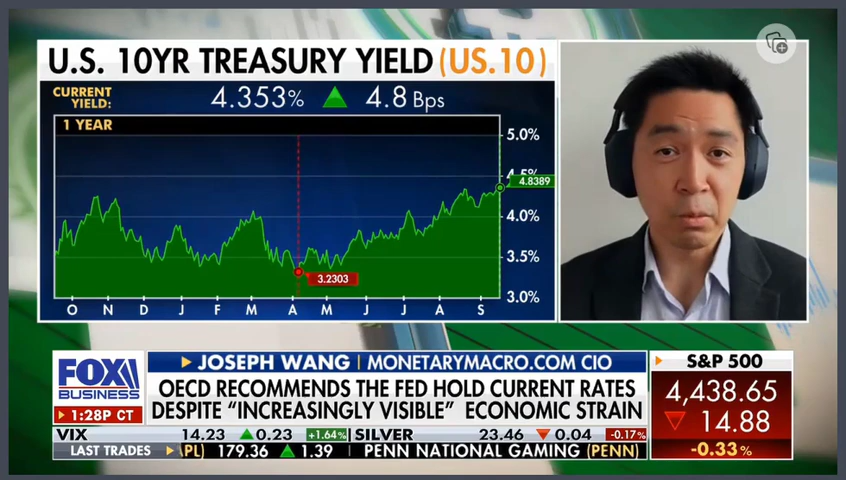 U.S. 10YR TREASURY YIELD (US.10)
CURRENT YIELD: 4.353% 4.8 Bps
1 YEAR
5.0%
4.5%
4.8389
4.0%
3.5%
3.2303
3.0%
O N D J F M A M J J A S
FOX BUSINESS
1:28P CT
JOSEPH WANG | MONETARYMACRO.COM CIO
OECD RECOMMENDS THE FED HOLD CURRENT RATES
DESPITE “INCREASINGLY VISIBLE” ECONOMIC STRAIN
S&P 500
4,438.65
14.88
-0.33%
VIX 14.23 0.23 +1.64% SILVER 23.46 0.04 -0.17%
LAST TRADES PL) 179.36 1.39 PENN NATIONAL GAMING (PENN)